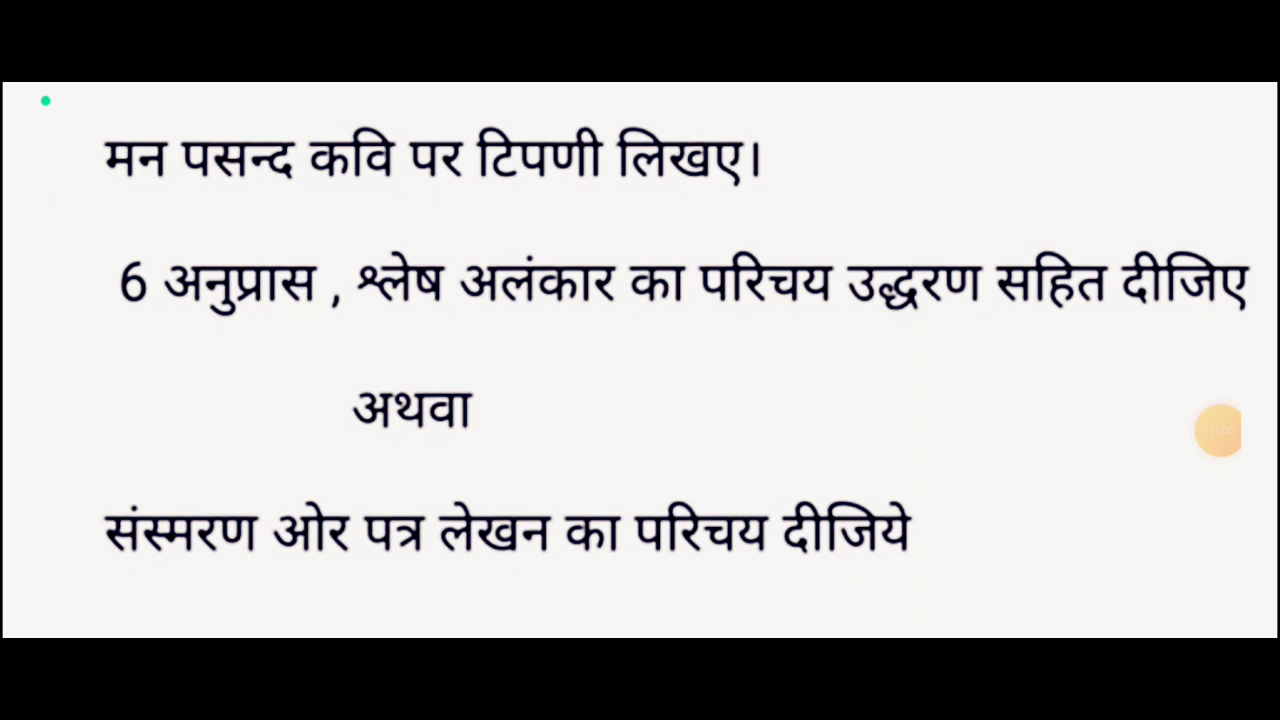 मन पसन्द कवि पर टिपणी लिखए।
6 अनुप्रास , श्लेष अलंकार का परिचय उद्धरण सहित दीजिए
अथवा
संस्मरण ओर पत्र लेखन का परिचय दीजिये